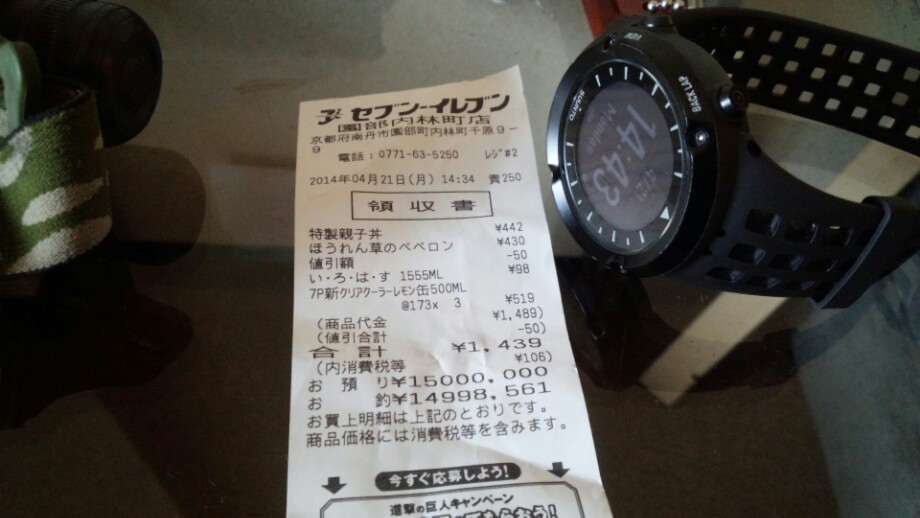 セブン-イレブン
園部内林町店
京都府南丹市園部町内林町千原9-
9
電話:0771-63-5250 レジ#2
2014年04月21日(月) 14:34 責250
領収書
特製親子丼 ¥442
ほうれん草のペペロン ¥430
値引額 -50
い・ろ・は・す 1555ML ¥98
7P新クリアクーラーレモン缶500ML
@173x 3 ¥519
(商品代金 ¥1,489)
(値引合計 -50)
合計 ¥1,439
(内消費税等 ¥106)
お預り¥15000,000
お釣¥14998,561
お買上明細は上記のとおりです。
商品価格には消費税等を含みます。
今すぐ応募しよう!
進撃の巨人キャンペーン
SUUNTO
BACK LAP
14:43